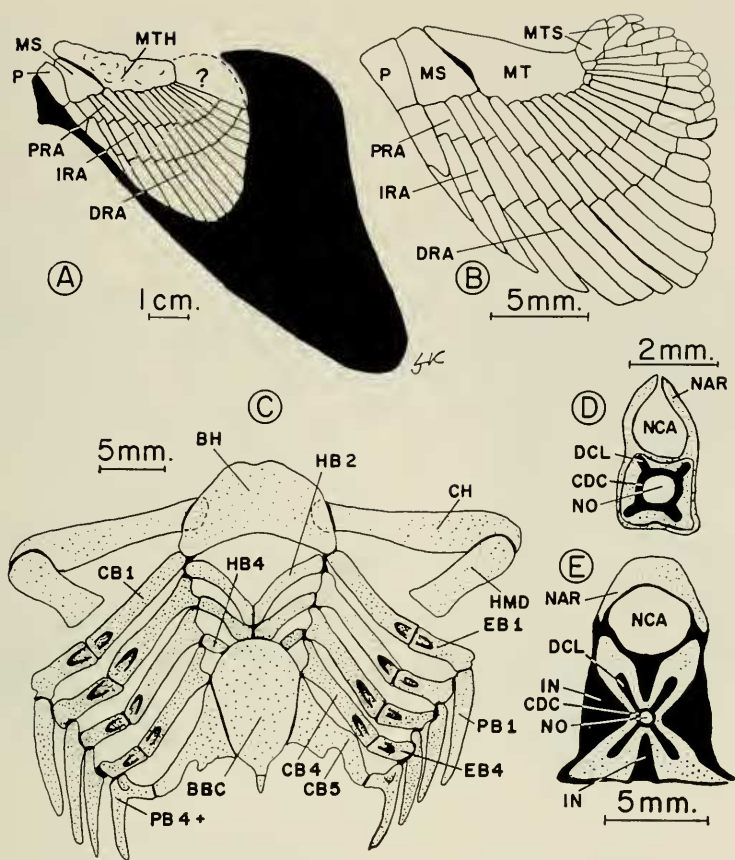 MS
MTH
P
?
PRA
IRA
DRA
A
1 cm.
MTS
P
MS
MT
PRA
IRA
DRA
B
5mm.
C
5mm.
BH
HB2
CH
CB1
HB4
HMD
EB1
PB1
EB4
CB4
CB5
BBC
PB4+
2mm.
D
NAR
NCA
DCL
CDC
NO
E
NAR
NCA
DCL
IN
CDC
NO
IN
5mm.